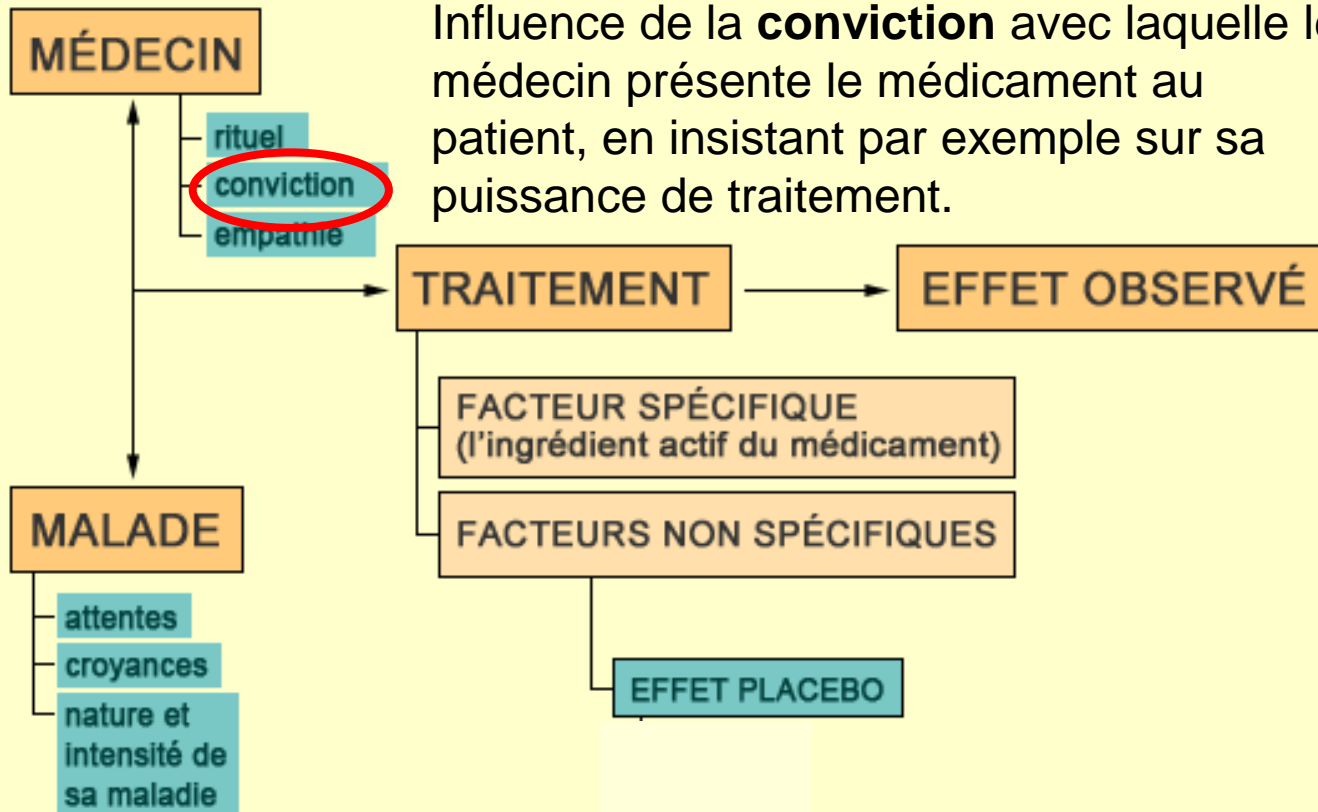 MÉDECIN
rituel
conviction
empathie
Influence de la conviction avec laquelle le
médecin présente le médicament au
patient, en insistant par exemple sur sa
puissance de traitement.
TRAITEMENT
EFFET OBSERVÉ
FACTEUR SPÉCIFIQUE
(l'ingrédient actif du médicament)
FACTEURS NON SPÉCIFIQUES
EFFET PLACEBO
MALADE
attentes
croyances
nature et
intensité de
sa maladie